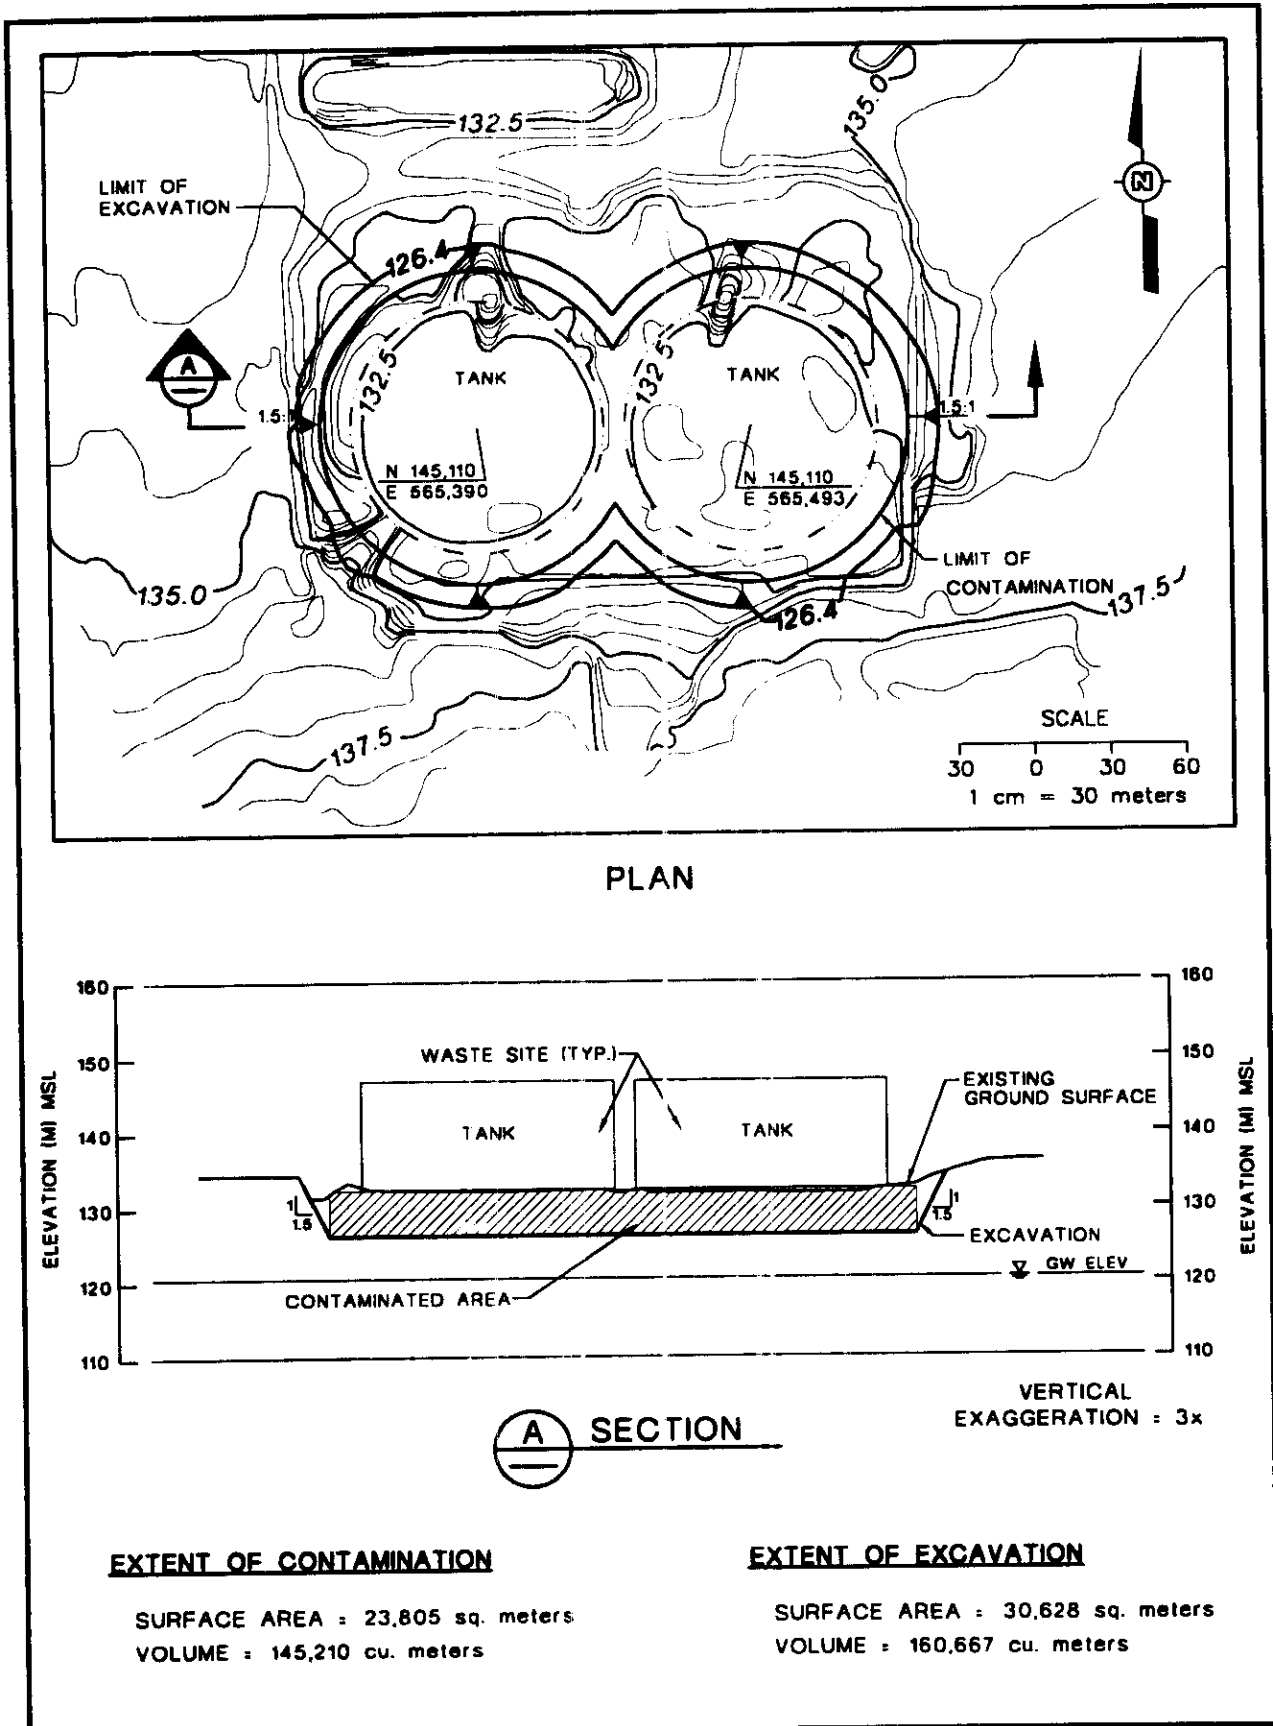 132.5
135.0
LIMIT OF
EXCAVATION
N
126.4
A
132.5
TANK
132.5
TANK
1.5:1
1.5:1
N 145,110
E 565,390
N 145,110
E 565,493
135.0
LIMIT OF
CONTAMINATION
137.5
126.4
137.5
SCALE
30 0 30 60
1 cm = 30 meters
PLAN
160
160
150
WASTE SITE (TYP.)
150
EXISTING
GROUND SURFACE
140
TANK
TANK
140
ELEVATION (M) MSL
ELEVATION (M) MSL
130
1
1.5
1
1.5
130
EXCAVATION
GW ELEV
120
120
CONTAMINATED AREA
110
110
VERTICAL
EXAGGERATION = 3x
A SECTION
EXTENT OF CONTAMINATION
SURFACE AREA = 23,805 sq. meters
VOLUME = 145,210 cu. meters
EXTENT OF EXCAVATION
SURFACE AREA = 30,628 sq. meters
VOLUME = 160,667 cu. meters